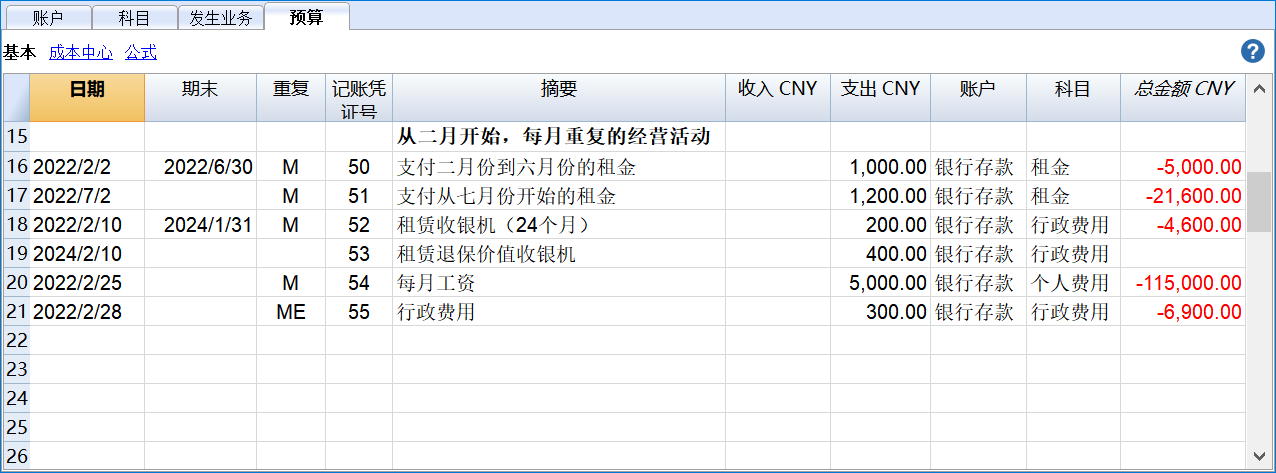 账户 科目 发生业务 预算
基本 成本中心 公式 ?
日期 期末 重复 记账凭证号 摘要 收入 CNY 支出 CNY 账户 科目 总金额 CNY
15 从二月开始，每月重复的经营活动
16 2022/2/2 2022/6/30 M 50 支付二月份到六月份的租金 1,000.00 银行存款 租金 -5,000.00
17 2022/7/2 M 51 支付从七月份开始的租金 1,200.00 银行存款 租金 -21,600.00
18 2022/2/10 2024/1/31 M 52 租赁收银机（24个月） 200.00 银行存款 行政费用 -4,600.00
19 2024/2/10 53 租赁退保价值收银机 400.00 银行存款 行政费用
20 2022/2/25 M 54 每月工资 5,000.00 银行存款 个人费用 -115,000.00
21 2022/2/28 ME 55 行政费用 300.00 银行存款 行政费用 -6,900.00
22
23
24
25
26